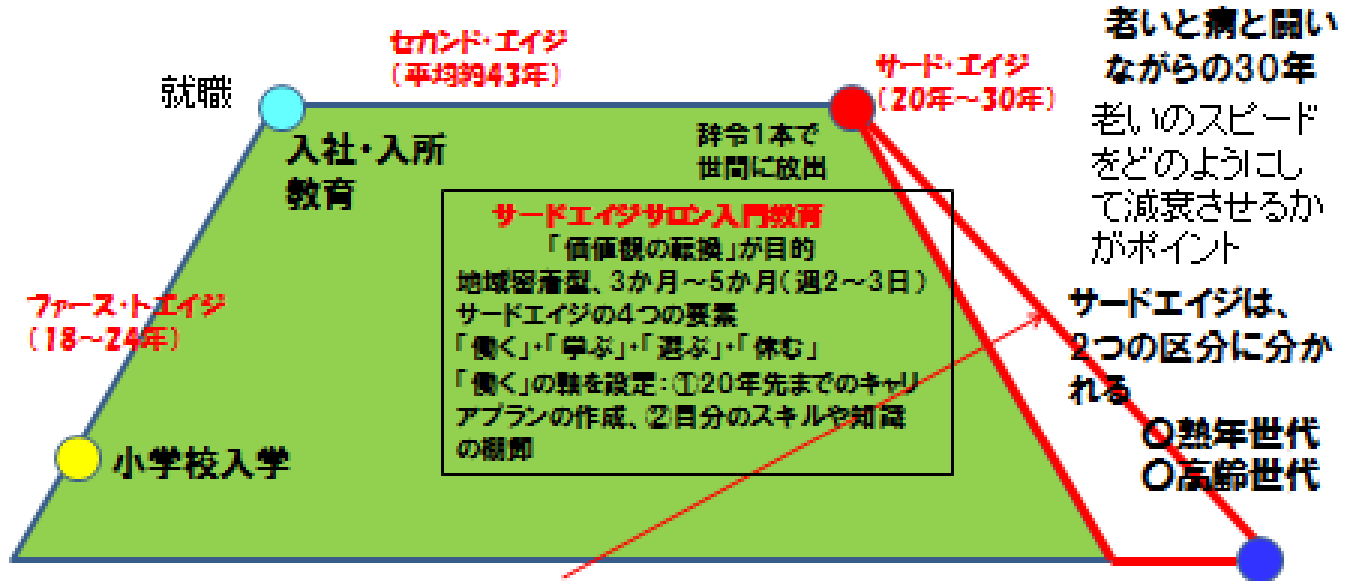 セカンド・エイジ
(平均約43年)
就職
入社・入所
教育
辞令1本で
世間に放出
サード・エイジ
(20年～30年)
老いと病と闘い
ながらの30年
老いのスピード
をどのようにし
て減衰させるか
がポイント
サードエイジサロン入門教育
「価値観の転換」が目的
地域密着型、3か月～5か月(週2～3日)
サードエイジの4つの要素
「働く」・「学ぶ」・「遊ぶ」・「休む」
「働く」の軸を設定:①20年先までのキャリ
アプランの作成、②自分のスキルや知識
の棚卸
ファース・トエイジ
(18～24年)
小学校入学
サードエイジは、
2つの区分に分か
れる
〇熟年世代
〇高齢世代